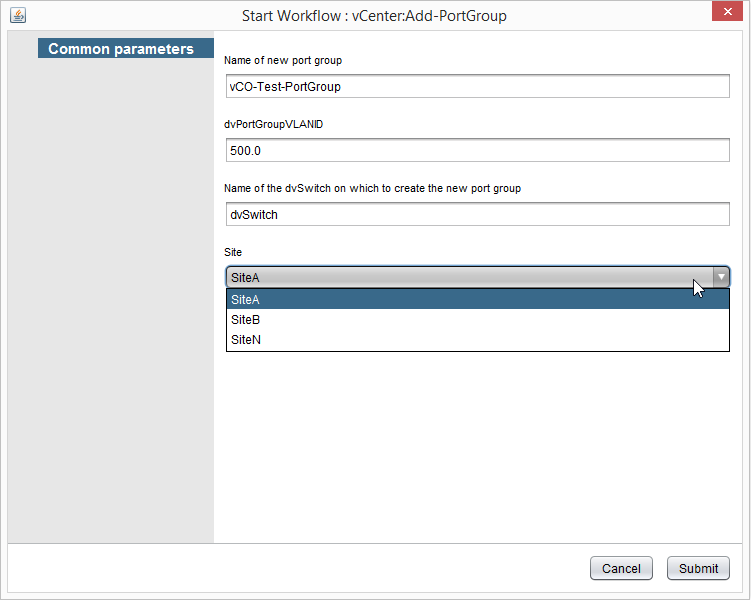 Start Workflow : vCenter:Add-PortGroup
Common parameters
Name of new port group
vCO-Test-PortGroup
dvPortGroupVLANID
500.0
Name of the dvSwitch on which to create the new port group
dvSwitch
Site
SiteA
SiteA
SiteB
SiteN
Cancel Submit